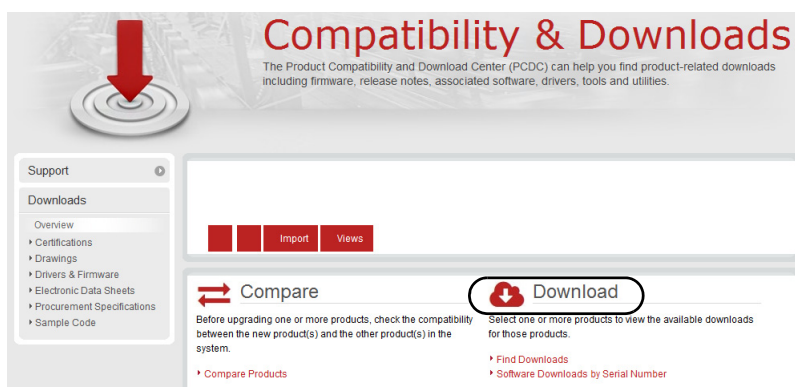 Compatibility & Downloads
The Product Compatibility and Download Center (PCDC) can help you find product-related downloads
including firmware, release notes, associated software, drivers, tools and utilities.
Support
Downloads
Overview
Certifications
Drawings
Drivers & Firmware
Electronic Data Sheets
Procurement Specifications
Sample Code
Import
Views
Compare
Before upgrading one or more products, check the compatibility
between the new product(s) and the other product(s) in the
system.
Compare Products
Download
Select one or more products to view the available downloads
for those products.
Find Downloads
Software Downloads by Serial Number